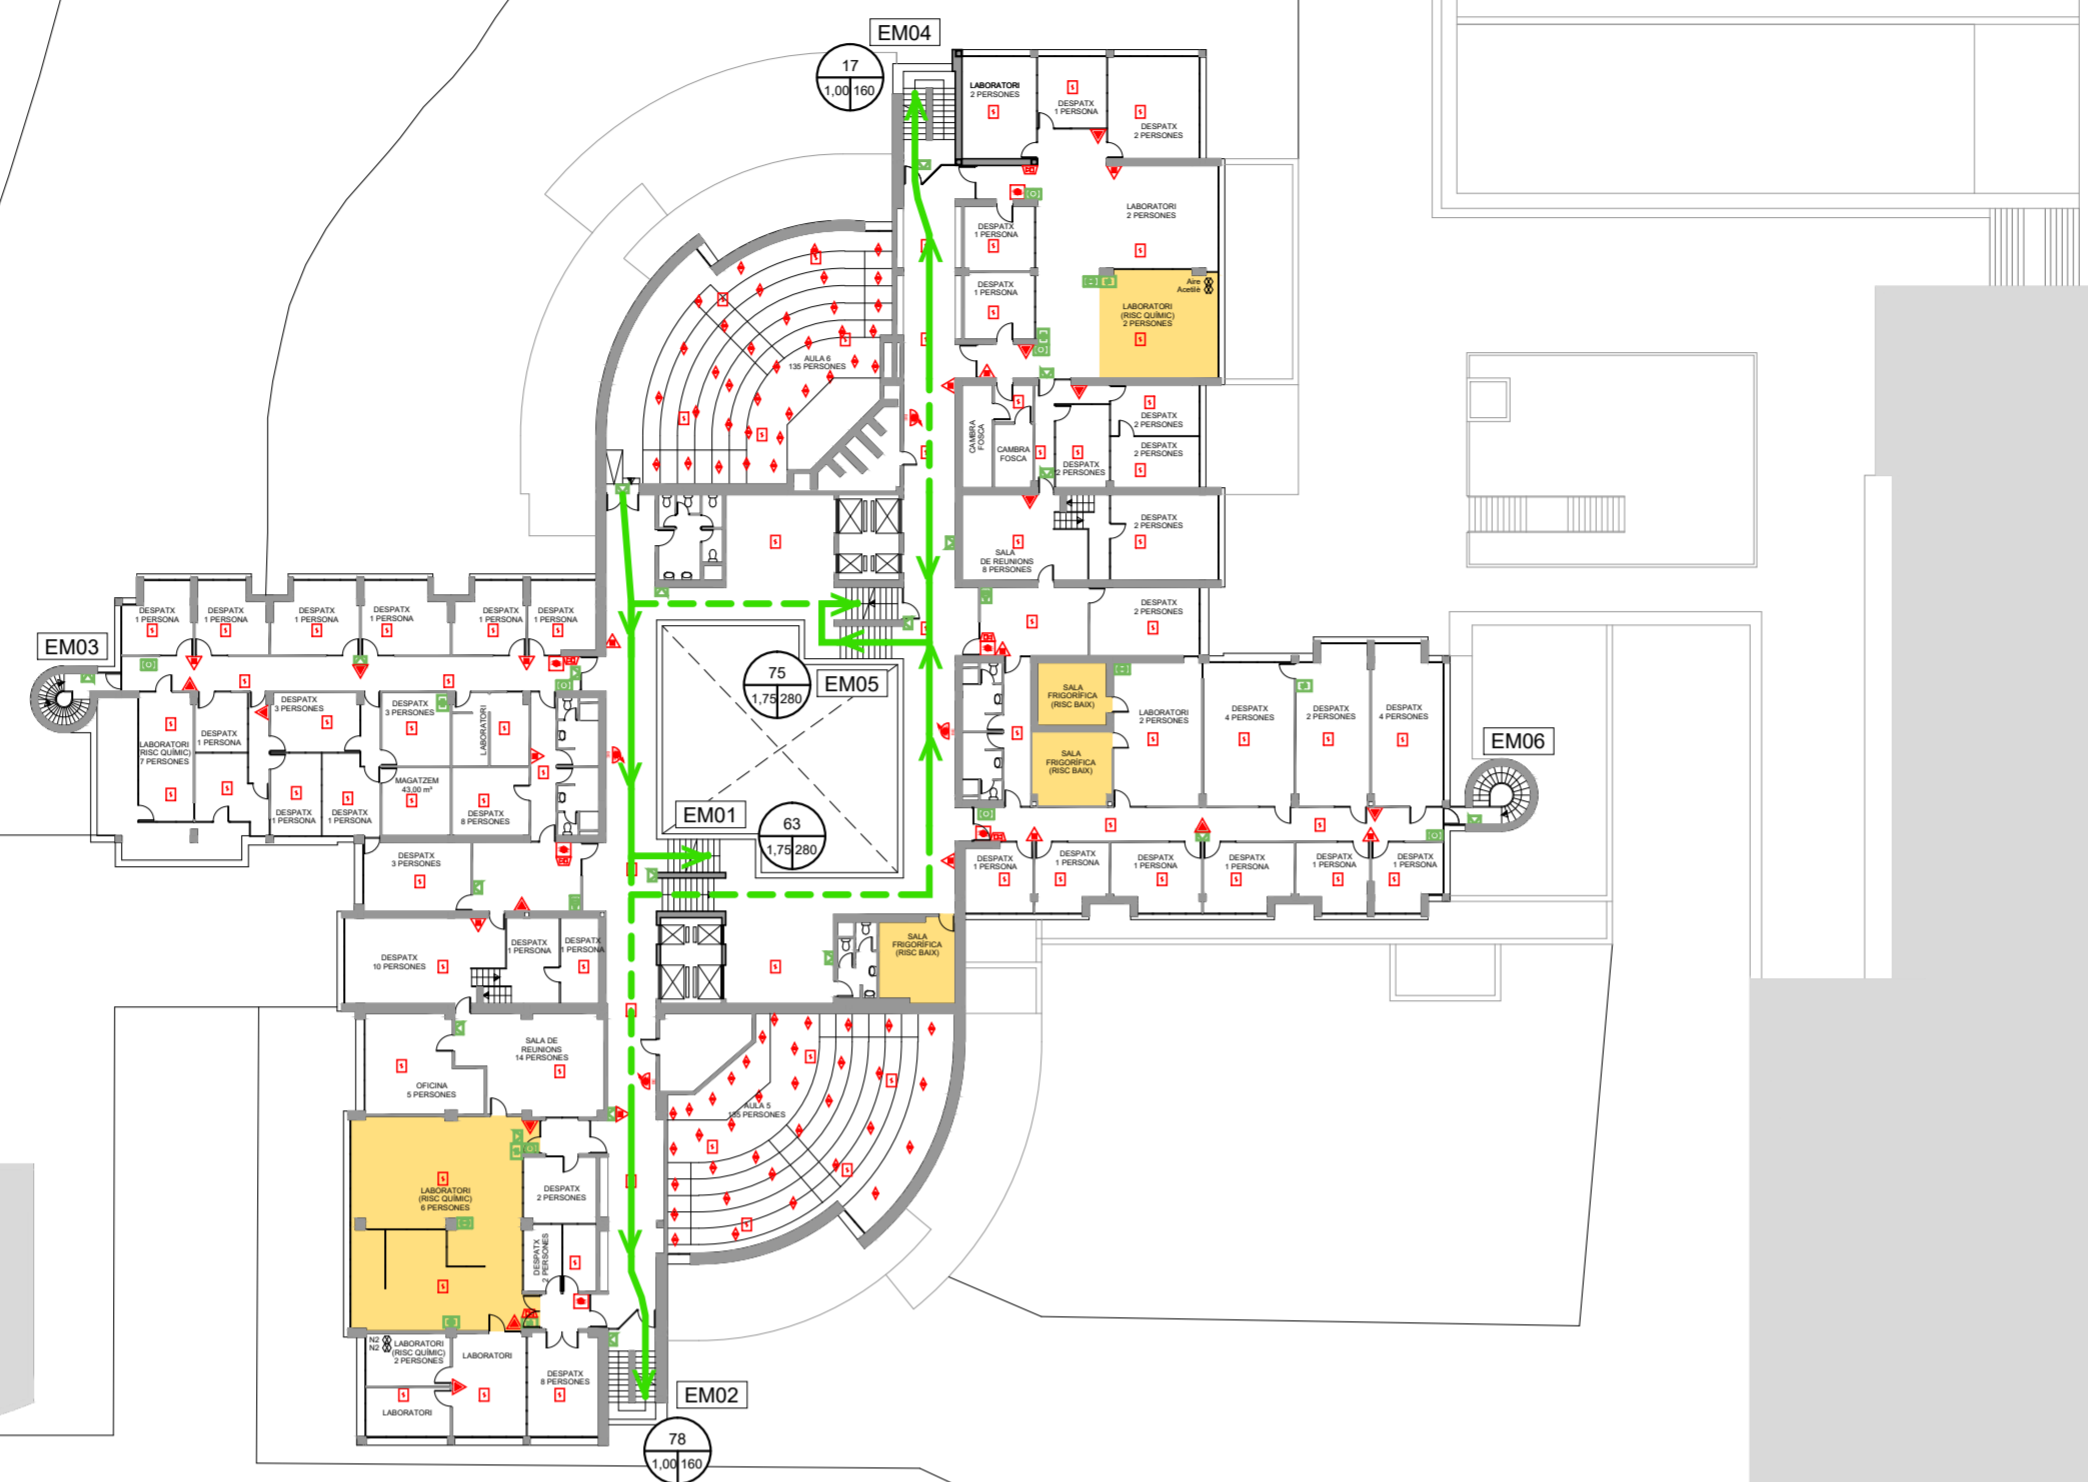 EM04
17
1,00 160
LABORATORI
2 PERSONES
DESPATX
1 PERSONA
DESPATX
2 PERSONES
LABORATORI
2 PERSONES
DESPATX
1 PERSONA
DESPATX
1 PERSONA
Aire
Acetilè
LABORATORI
(RISC QUÍMIC)
2 PERSONES
AULA 6
135 PERSONES
CAMBRA
FOSCA
CAMBRA
FOSCA
DESPATX
2 PERSONES
DESPATX
2 PERSONES
DESPATX
2 PERSONES
SALA
DE REUNIONS
8 PERSONES
DESPATX
2 PERSONES
DESPATX
2 PERSONES
EM03
DESPATX
1 PERSONA
DESPATX
1 PERSONA
DESPATX
1 PERSONA
DESPATX
1 PERSONA
DESPATX
1 PERSONA
DESPATX
1 PERSONA
75
1,75 280
EM05
SALA
FRIGORÍFICA
(RISC BAIX)
SALA
FRIGORÍFICA
(RISC BAIX)
LABORATORI
2 PERSONES
DESPATX
4 PERSONES
DESPATX
2 PERSONES
DESPATX
4 PERSONES
EM06
LABORATORI
(RISC QUÍMIC)
7 PERSONES
DESPATX
1 PERSONA
DESPATX
3 PERSONES
DESPATX
3 PERSONES
LABORATORI
DESPATX
1 PERSONA
DESPATX
1 PERSONA
MAGATZEM
43,00 m²
DESPATX
8 PERSONES
EM01
63
1,75 280
DESPATX
3 PERSONES
DESPATX
1 PERSONA
DESPATX
1 PERSONA
DESPATX
1 PERSONA
DESPATX
1 PERSONA
DESPATX
1 PERSONA
DESPATX
1 PERSONA
DESPATX
10 PERSONES
DESPATX
1 PERSONA
DESPATX
1 PERSONA
SALA
FRIGORÍFICA
(RISC BAIX)
SALA DE
REUNIONS
14 PERSONES
OFICINA
5 PERSONES
AULA 5
135 PERSONES
LABORATORI
(RISC QUÍMIC)
6 PERSONES
DESPATX
2 PERSONES
DESPATX
2 PERSONES
N2
N2
LABORATORI
(RISC QUÍMIC)
2 PERSONES
LABORATORI
DESPATX
8 PERSONES
LABORATORI
EM02
78
1,00 160